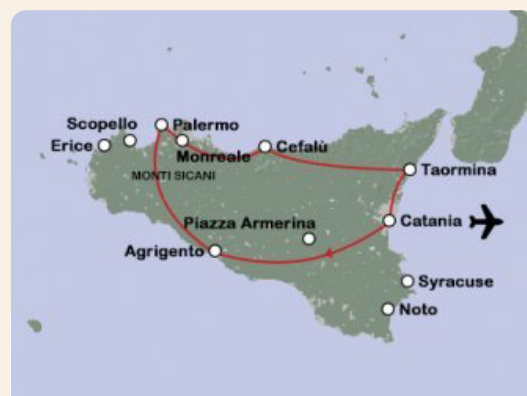 Scopello
Palermo
Erice
Monreale
Cefalù
MONTI SICANI
Taormina
Piazza Armerina
Catania
Agrigento
Syracuse
Noto